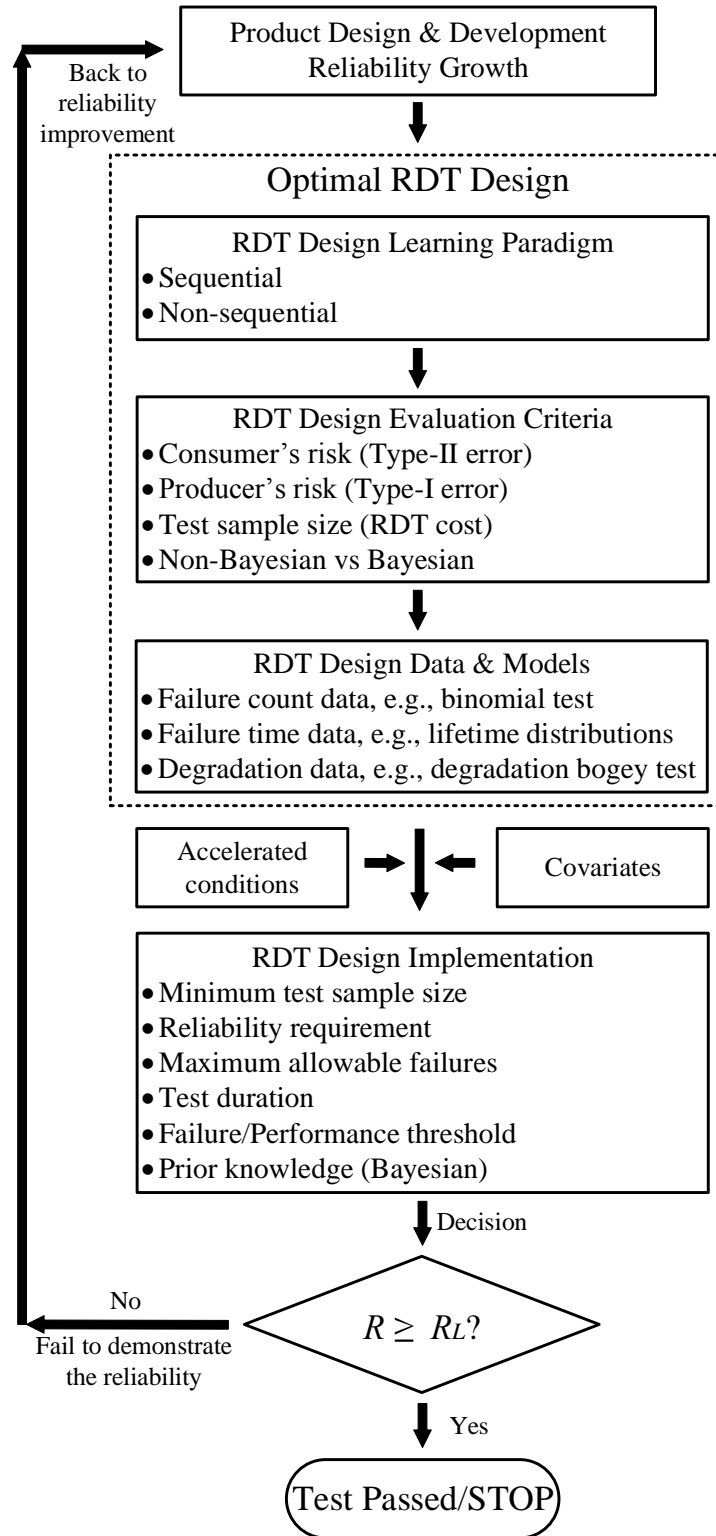 Product Design & Development
Reliability Growth
Back to
reliability
improvement
Optimal RDT Design
RDT Design Learning Paradigm
•Sequential
•Non-sequential
RDT Design Evaluation Criteria
•Consumer’s risk (Type-II error)
•Producer’s risk (Type-I error)
•Test sample size (RDT cost)
•Non-Bayesian vs Bayesian
RDT Design Data & Models
•Failure count data, e.g., binomial test
•Failure time data, e.g., lifetime distributions
•Degradation data, e.g., degradation bogey test
Accelerated
conditions
Covariates
RDT Design Implementation
•Minimum test sample size
•Reliability requirement
•Maximum allowable failures
•Test duration
•Failure/Performance threshold
•Prior knowledge (Bayesian)
Decision
R ≥ RL?
No
Fail to demonstrate
the reliability
Yes
Test Passed/STOP